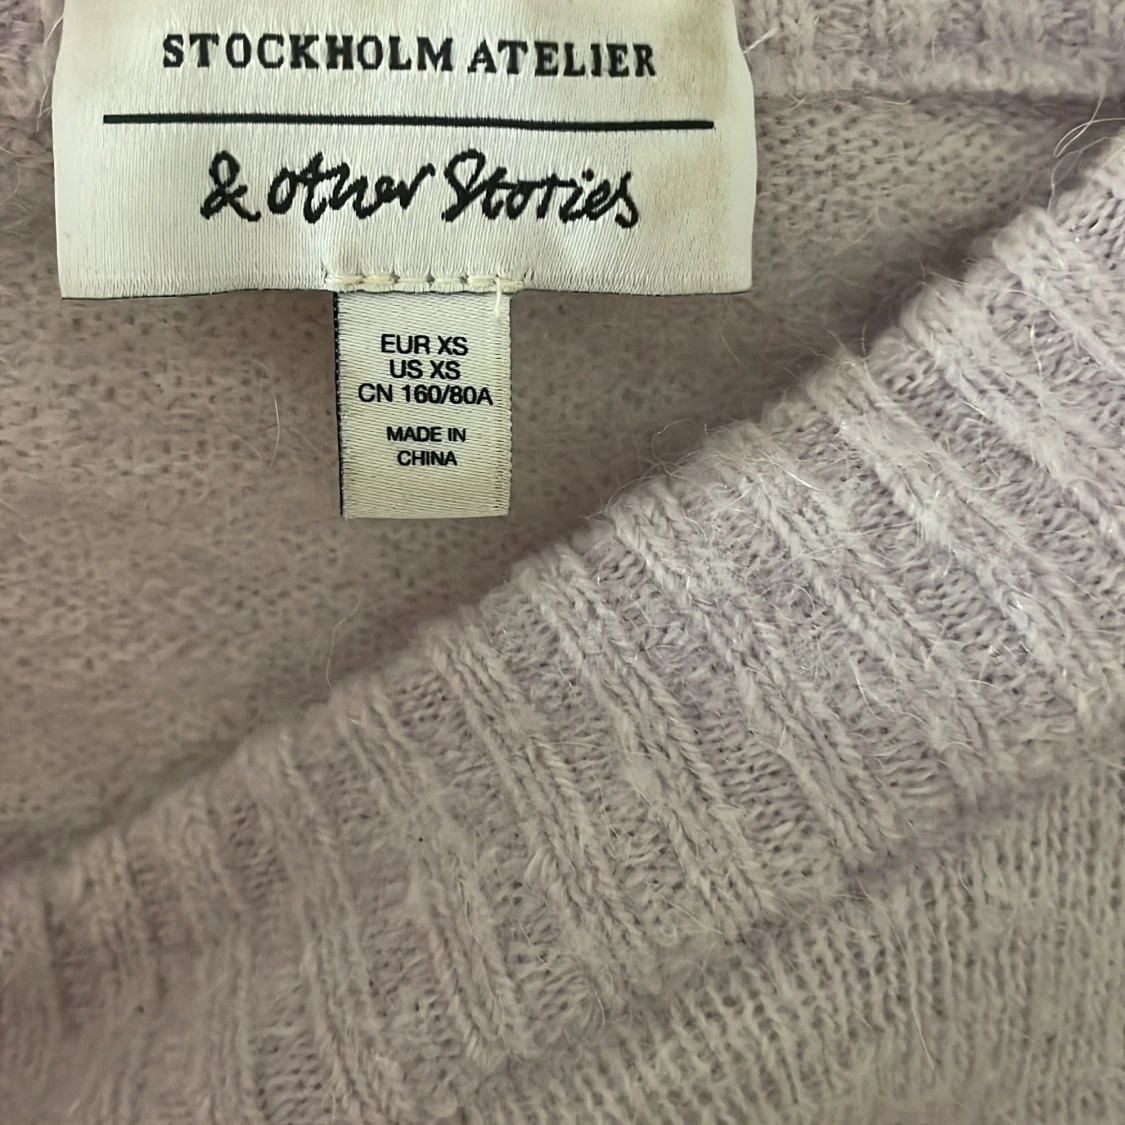 STOCKHOLM ATELIER
& other Stories
EUR XS
US XS
CN 160/80A
MADE IN
CHINA